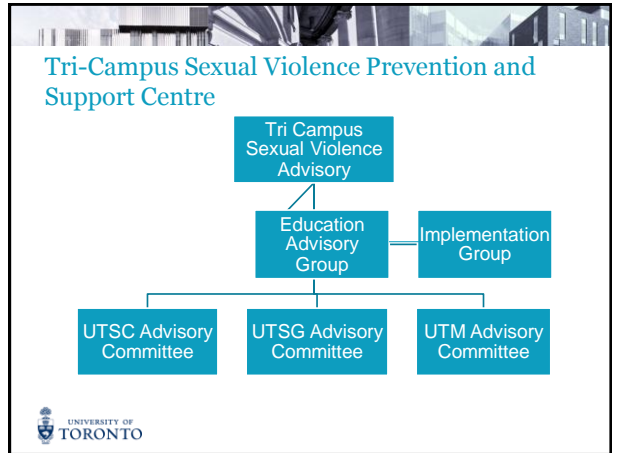 Tri-Campus Sexual Violence Prevention and
Support Centre
Tri Campus
Sexual Violence
Advisory
Education
Advisory
Group
Implementation
Group
UTSC Advisory
Committee
UTSG Advisory
Committee
UTM Advisory
Committee
UNIVERSITY OF
TORONTO